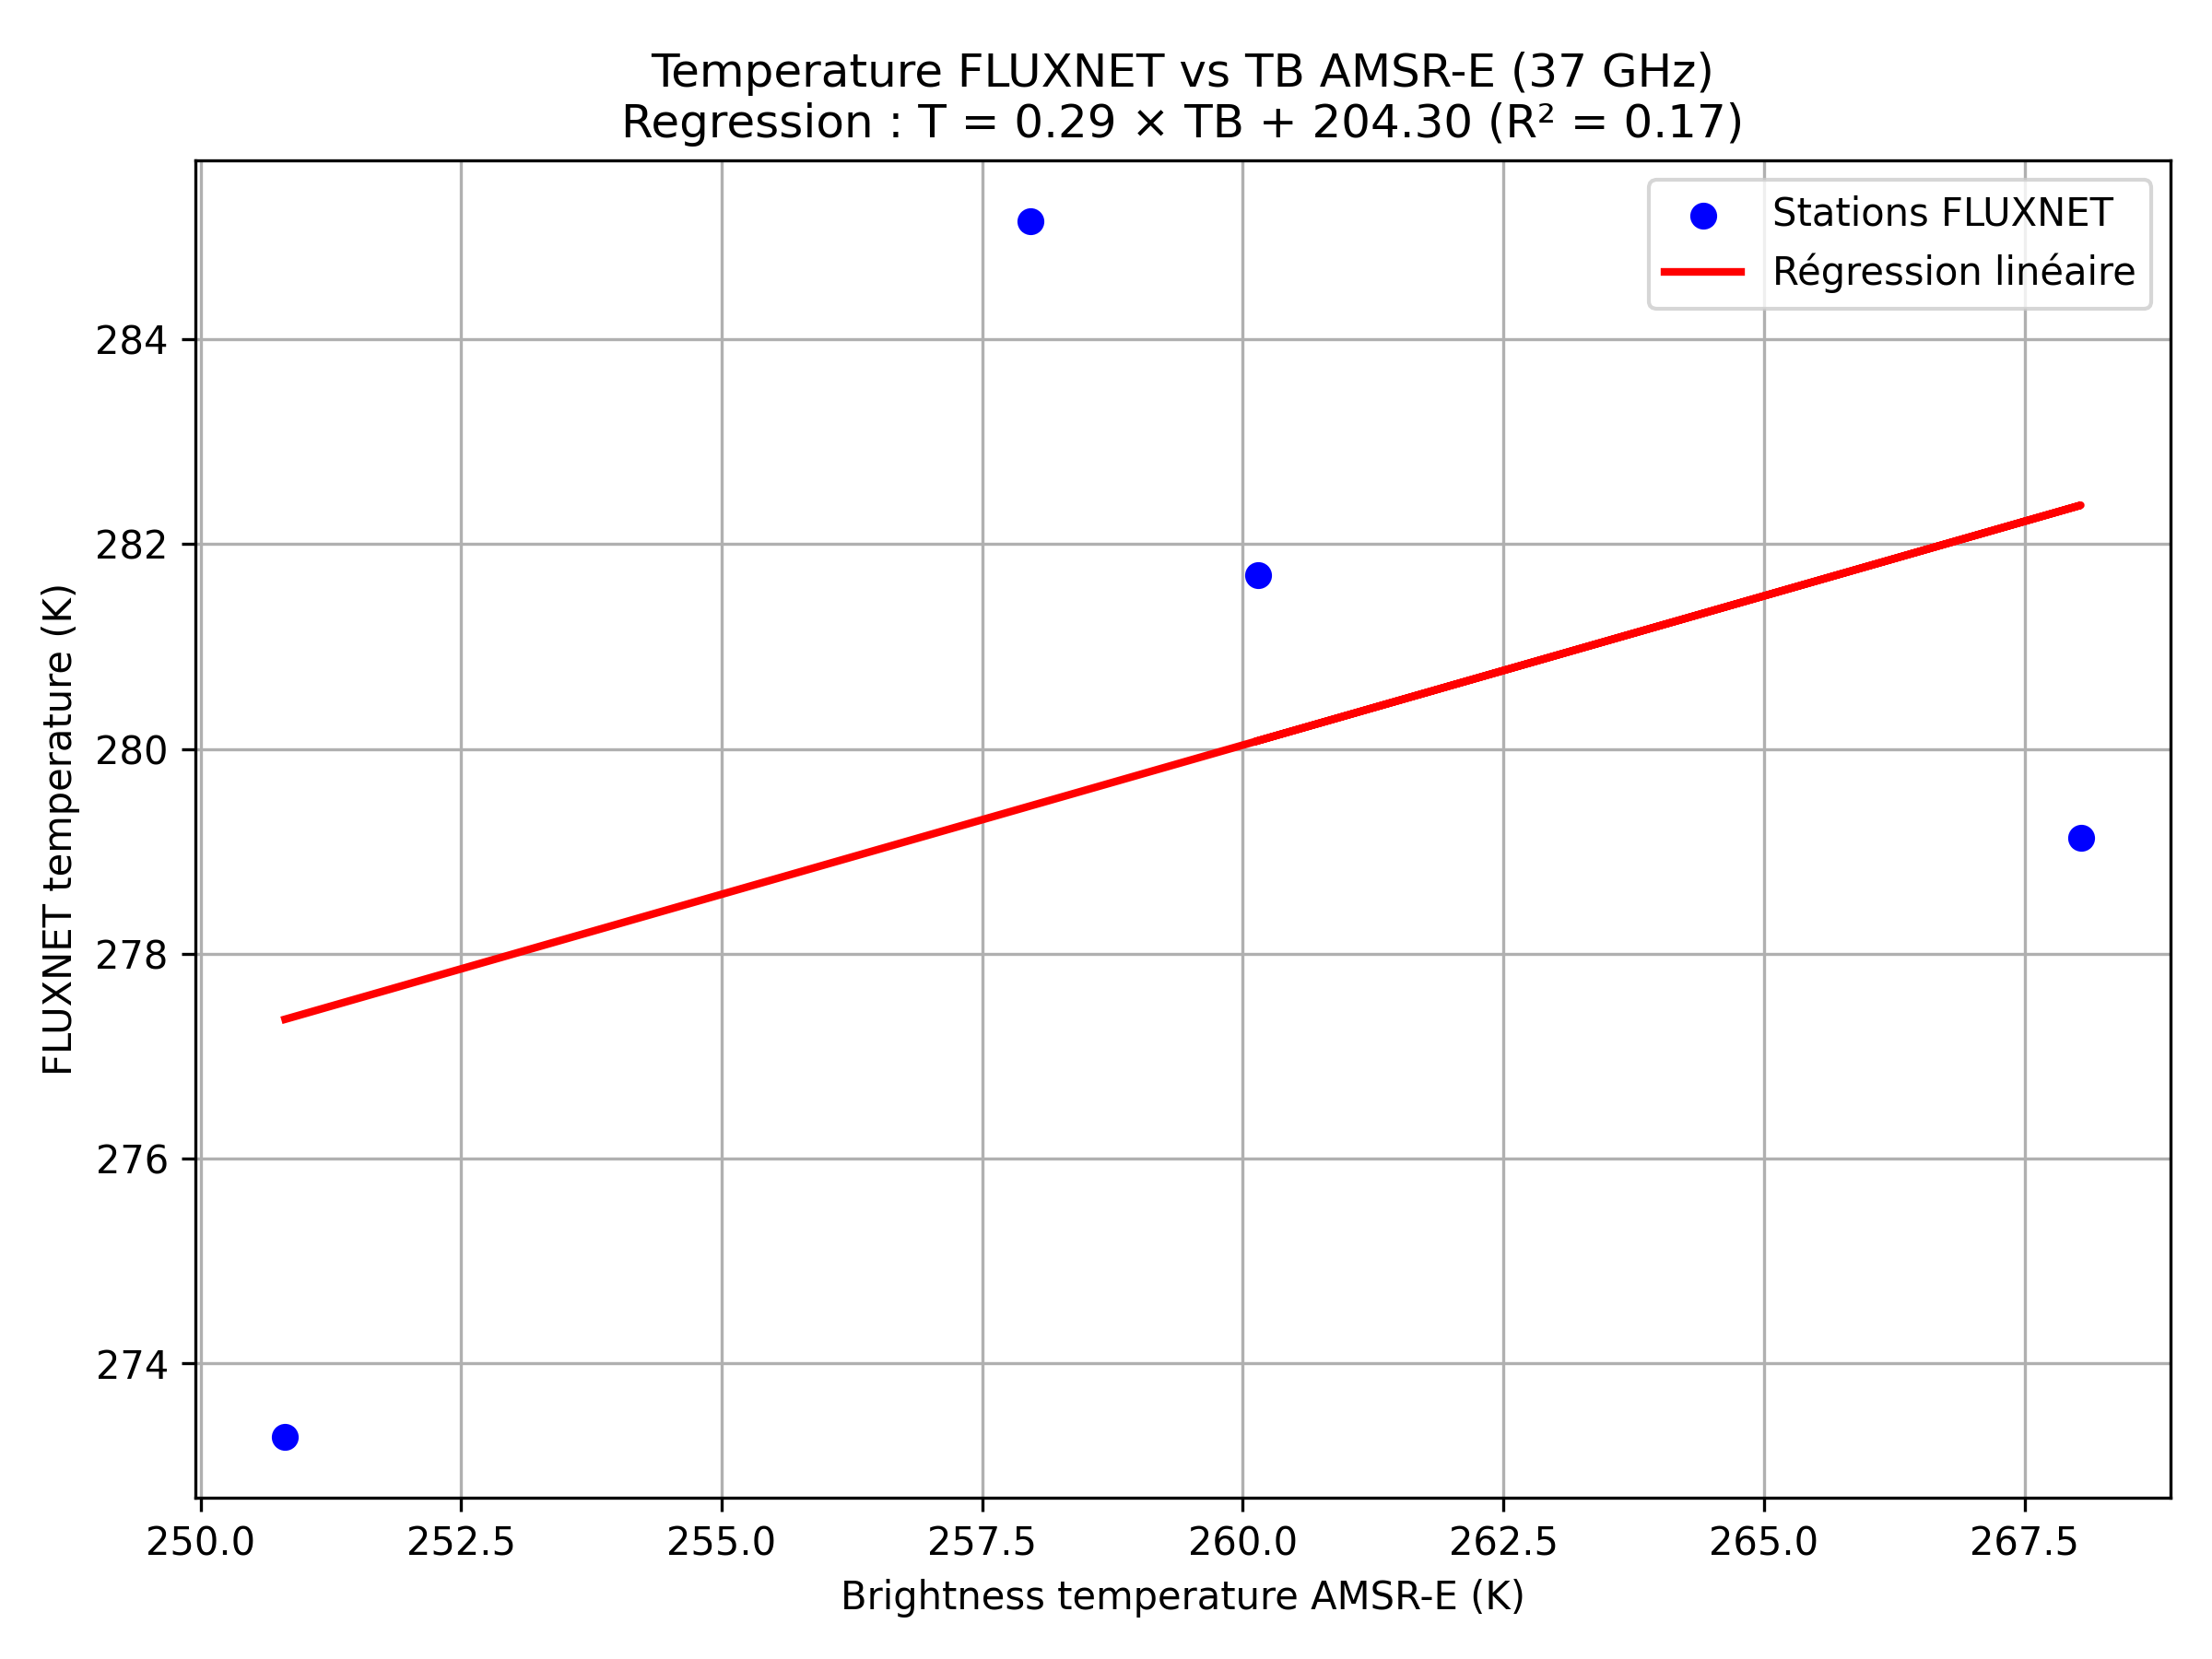 Temperature FLUXNET vs TB AMSR-E (37 GHz)
Regression : T = 0.29 × TB + 204.30 (R² = 0.17)
Stations FLUXNET
Régression linéaire
FLUXNET temperature (K)
284
282
280
278
276
274
250.0 252.5 255.0 257.5 260.0 262.5 265.0 267.5
Brightness temperature AMSR-E (K)